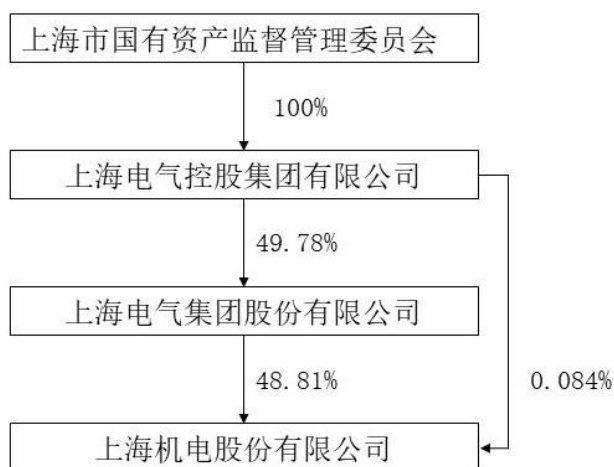 上海市国有资产监督管理委员会
100%
上海电气控股集团有限公司
49.78%
上海电气集团股份有限公司
48.81%
0.084%
上海机电股份有限公司